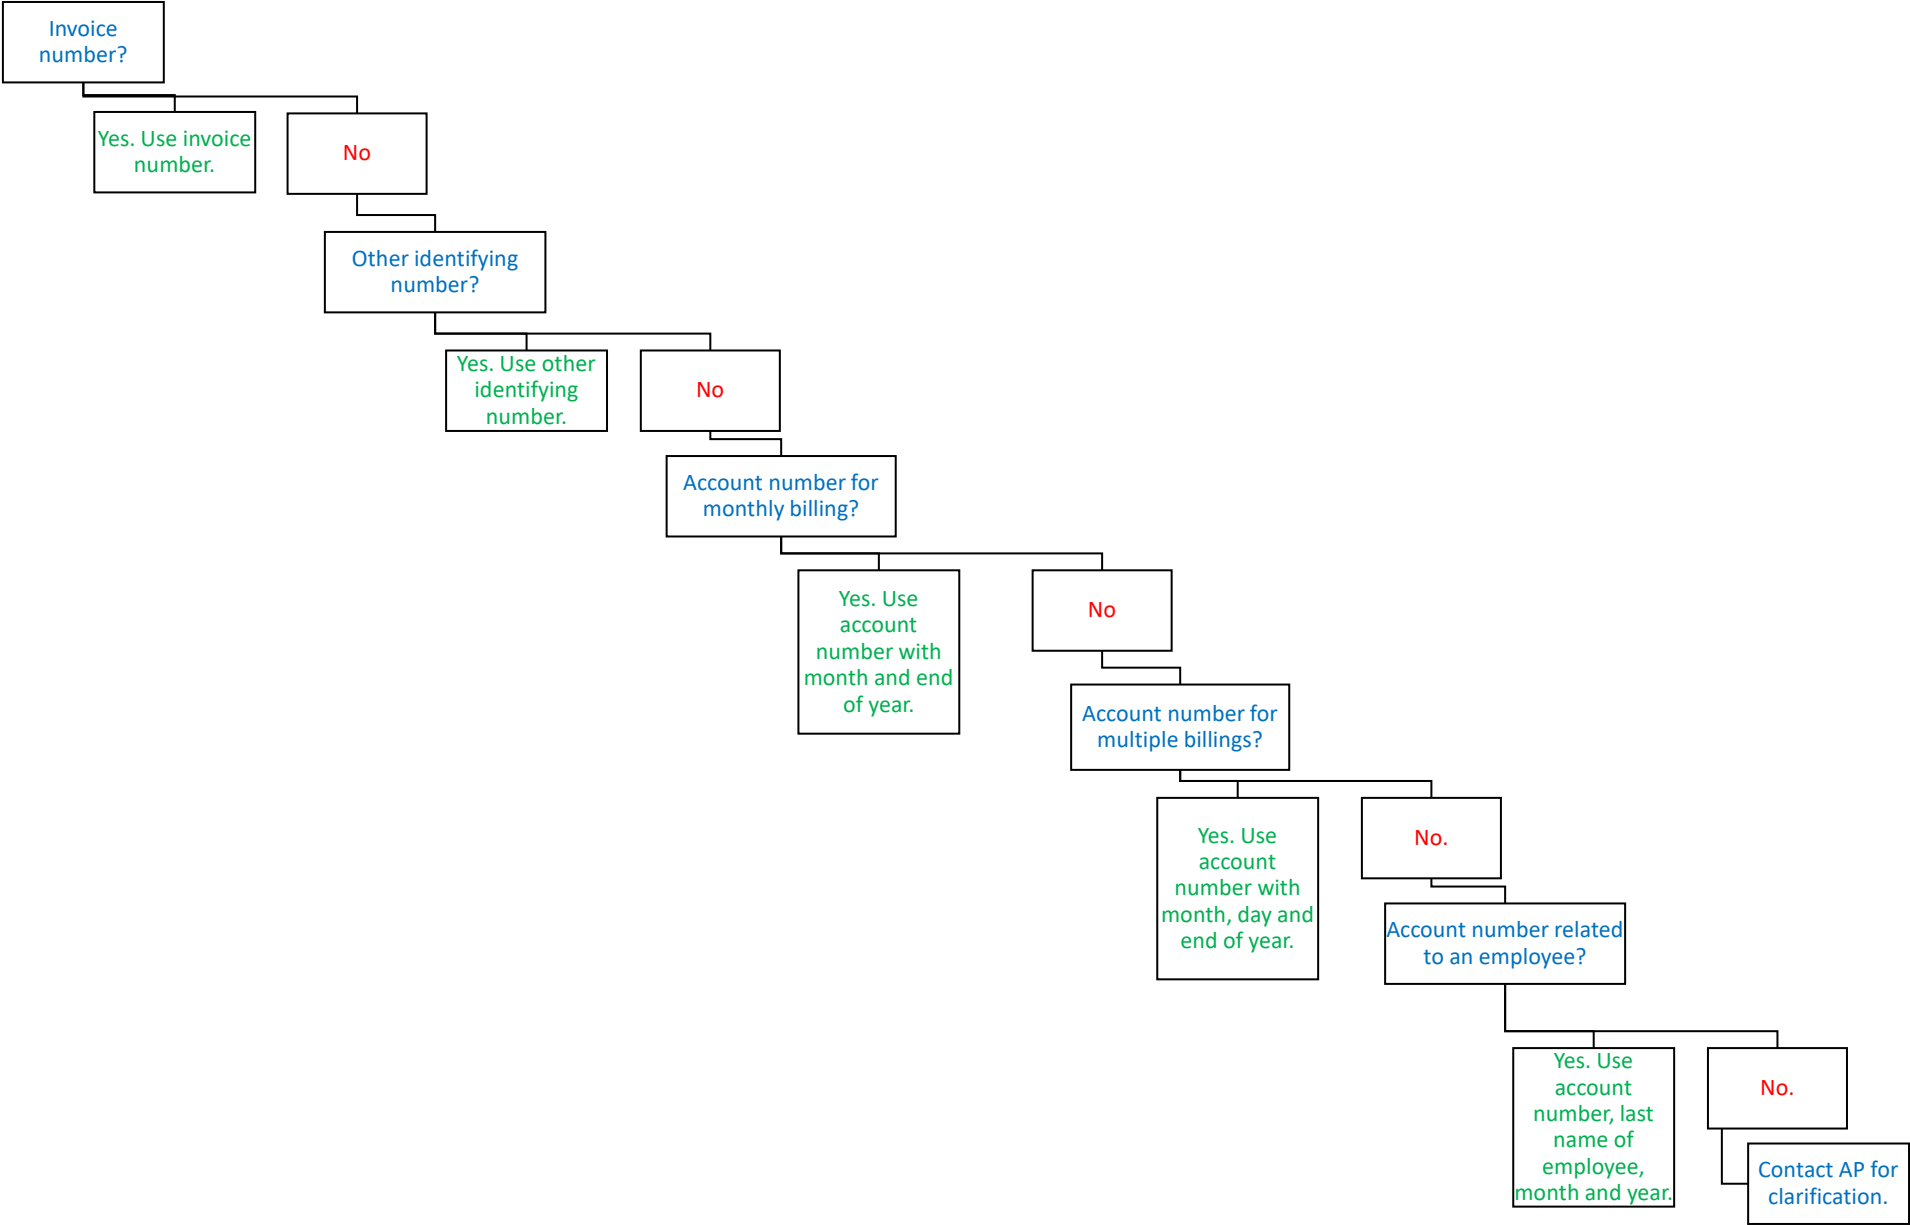 Invoice
number?
Yes. Use invoice
number.
No
Other identifying
number?
Yes. Use other
identifying
number.
No
Account number for
monthly billing?
Yes. Use
account
number with
month and end
of year.
No
Account number for
multiple billings?
Yes. Use
account
number with
month, day and
end of year.
No.
Account number related
to an employee?
Yes. Use
account
number, last
name of
employee,
month and year.
No.
Contact AP for
clarification.